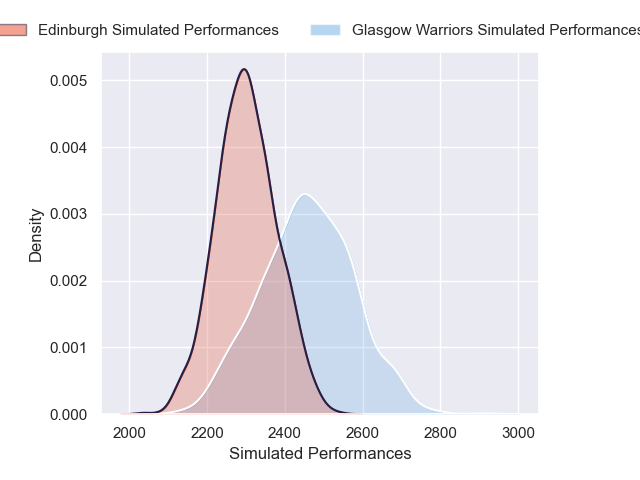 Edinburgh Simulated Performances
Glasgow Warriors Simulated Performances
0.005
0.004
0.003
0.002
0.001
0.000
Density
2000 2200 2400 2600 2800 3000
Simulated Performances